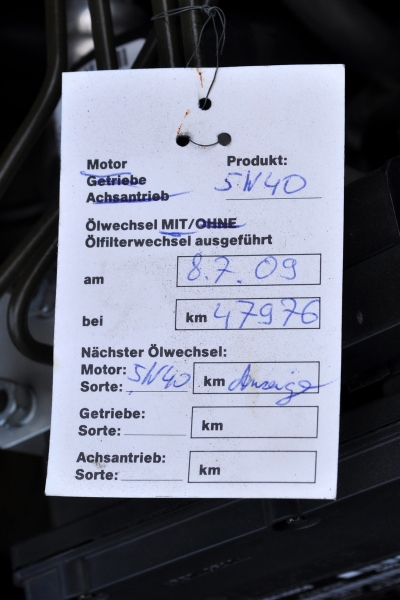 Motor Produkt:
Getriebe 5W40
Achsantrieb
Ölwechsel MIT/OHNE
Ölfilterwechsel ausgeführt
am 8.7.09
bei km 47976
Nächster Ölwechsel:
Motor:
Sorte: 5W40 km Anzeige
Getriebe:
Sorte: km
Achsantrieb:
Sorte: km